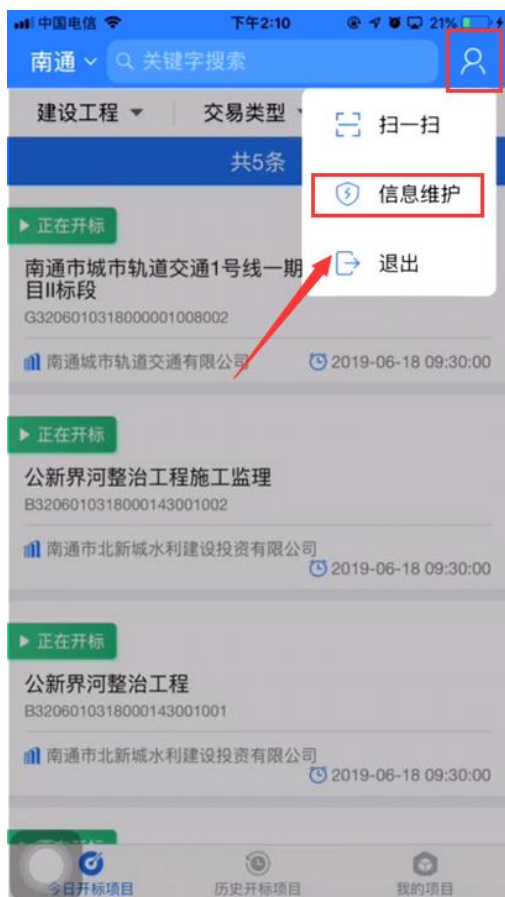 中国电信 下午2:10 21%
南通 关键字搜索
建设工程 交易类型
扫一扫
共5条
信息维护
正在开标
退出
南通市城市轨道交通1号线一期
目II标段
G3206010318000001008002
南通城市轨道交通有限公司 2019-06-18 09:30:00
正在开标
公新界河整治工程施工监理
B3206010318000143001002
南通市北新城水利建设投资有限公司
2019-06-18 09:30:00
正在开标
公新界河整治工程
B3206010318000143001001
南通市北新城水利建设投资有限公司
2019-06-18 09:30:00
今日开标项目 历史开标项目 我的项目